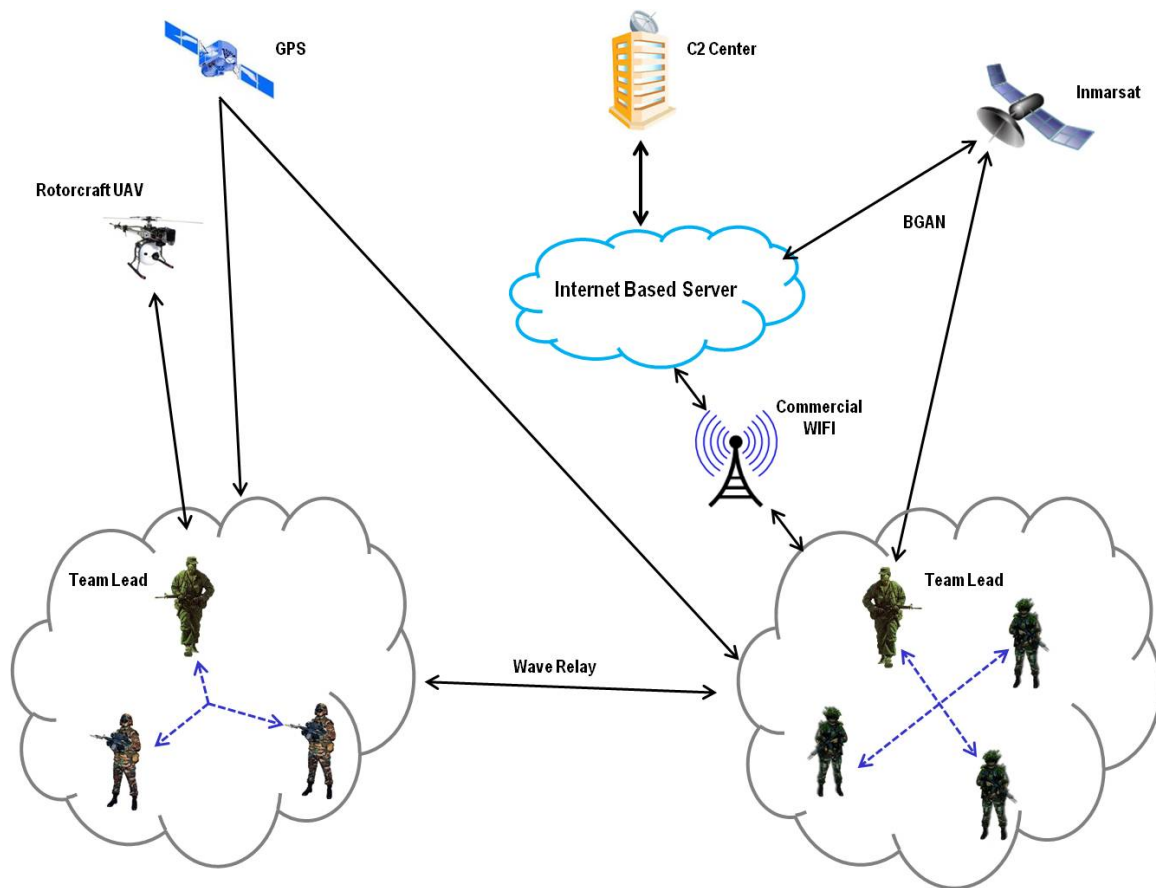 GPS
C2 Center
Inmarsat
Rotorcraft UAV
BGAN
Internet Based Server
Commercial
WIFI
Team Lead
Team Lead
Wave Relay